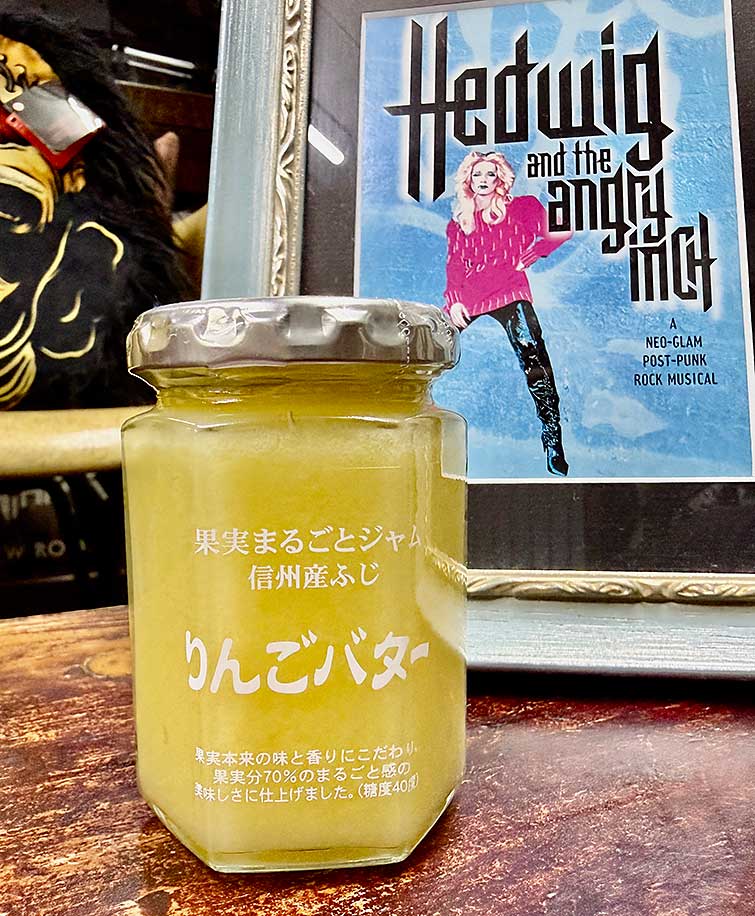 Hedwig
and the
angry
inch
A
NEO-GLAM
POST-PUNK
ROCK MUSICAL
果実まるごとジャム
信州産ふじ
りんごバター
果実本来の味と香りにこだわり、
果実分70%のまるごと感の
美味しさに仕上げました。(糖度40度)
W RO